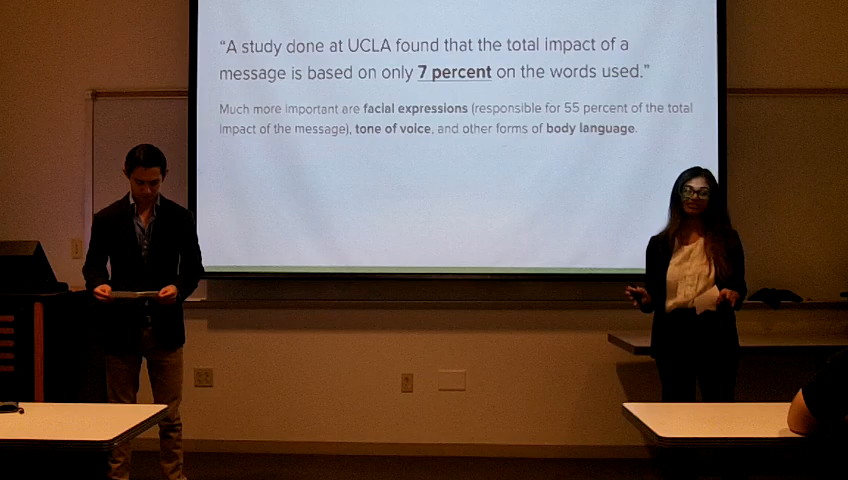 “A study done at UCLA found that the total impact of a
message is based on only 7 percent on the words used.”
Much more important are facial expressions (responsible for 55 percent of the total
impact of the message), tone of voice, and other forms of body language.